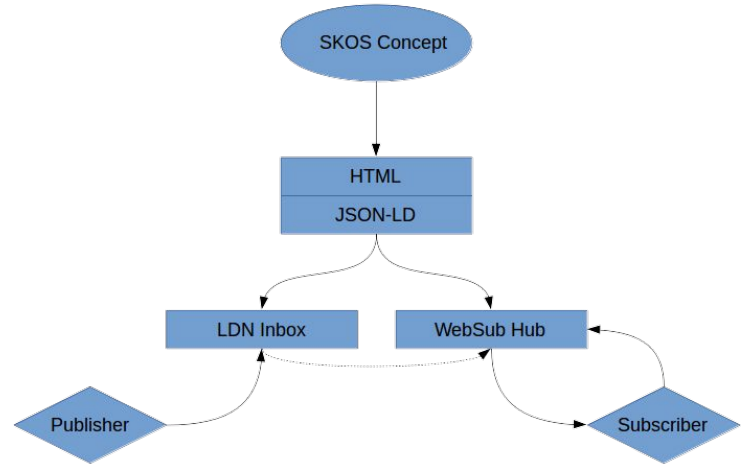 SKOS Concept
HTML
JSON-LD
LDN Inbox
WebSub Hub
Publisher
Subscriber